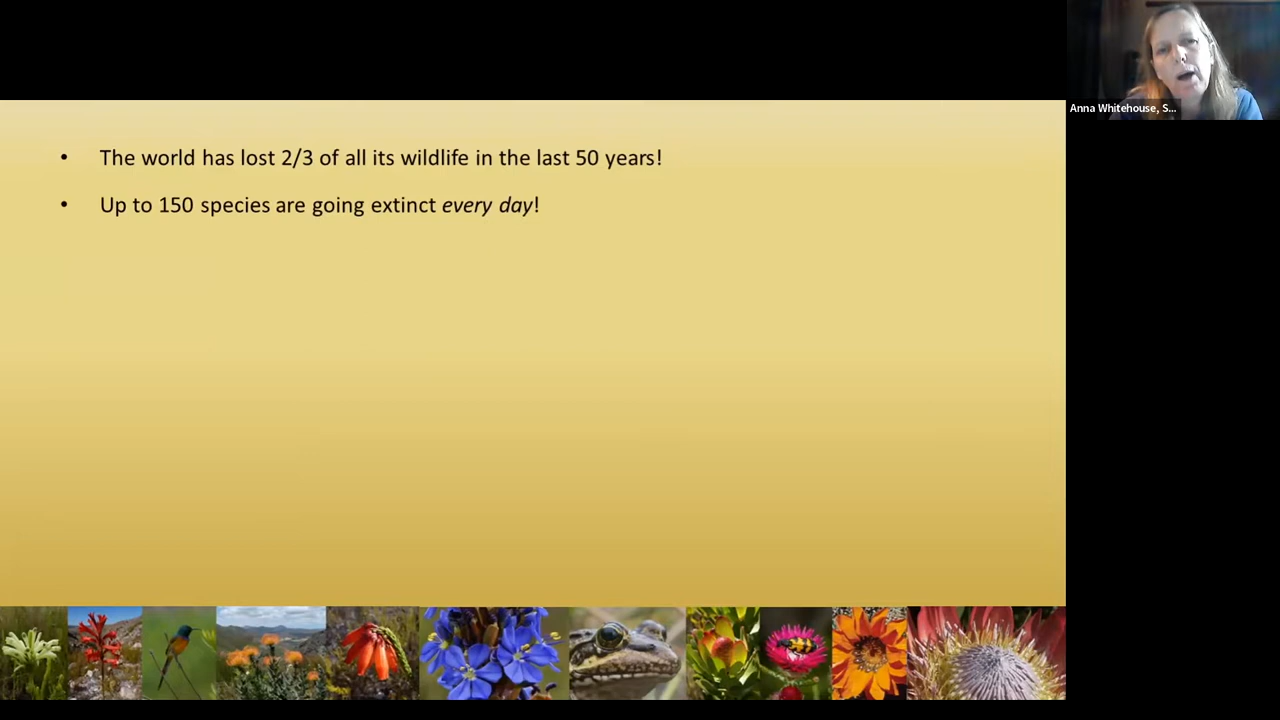 Anna Whitehouse, S...
• The world has lost 2/3 of all its wildlife in the last 50 years!
• Up to 150 species are going extinct every day!